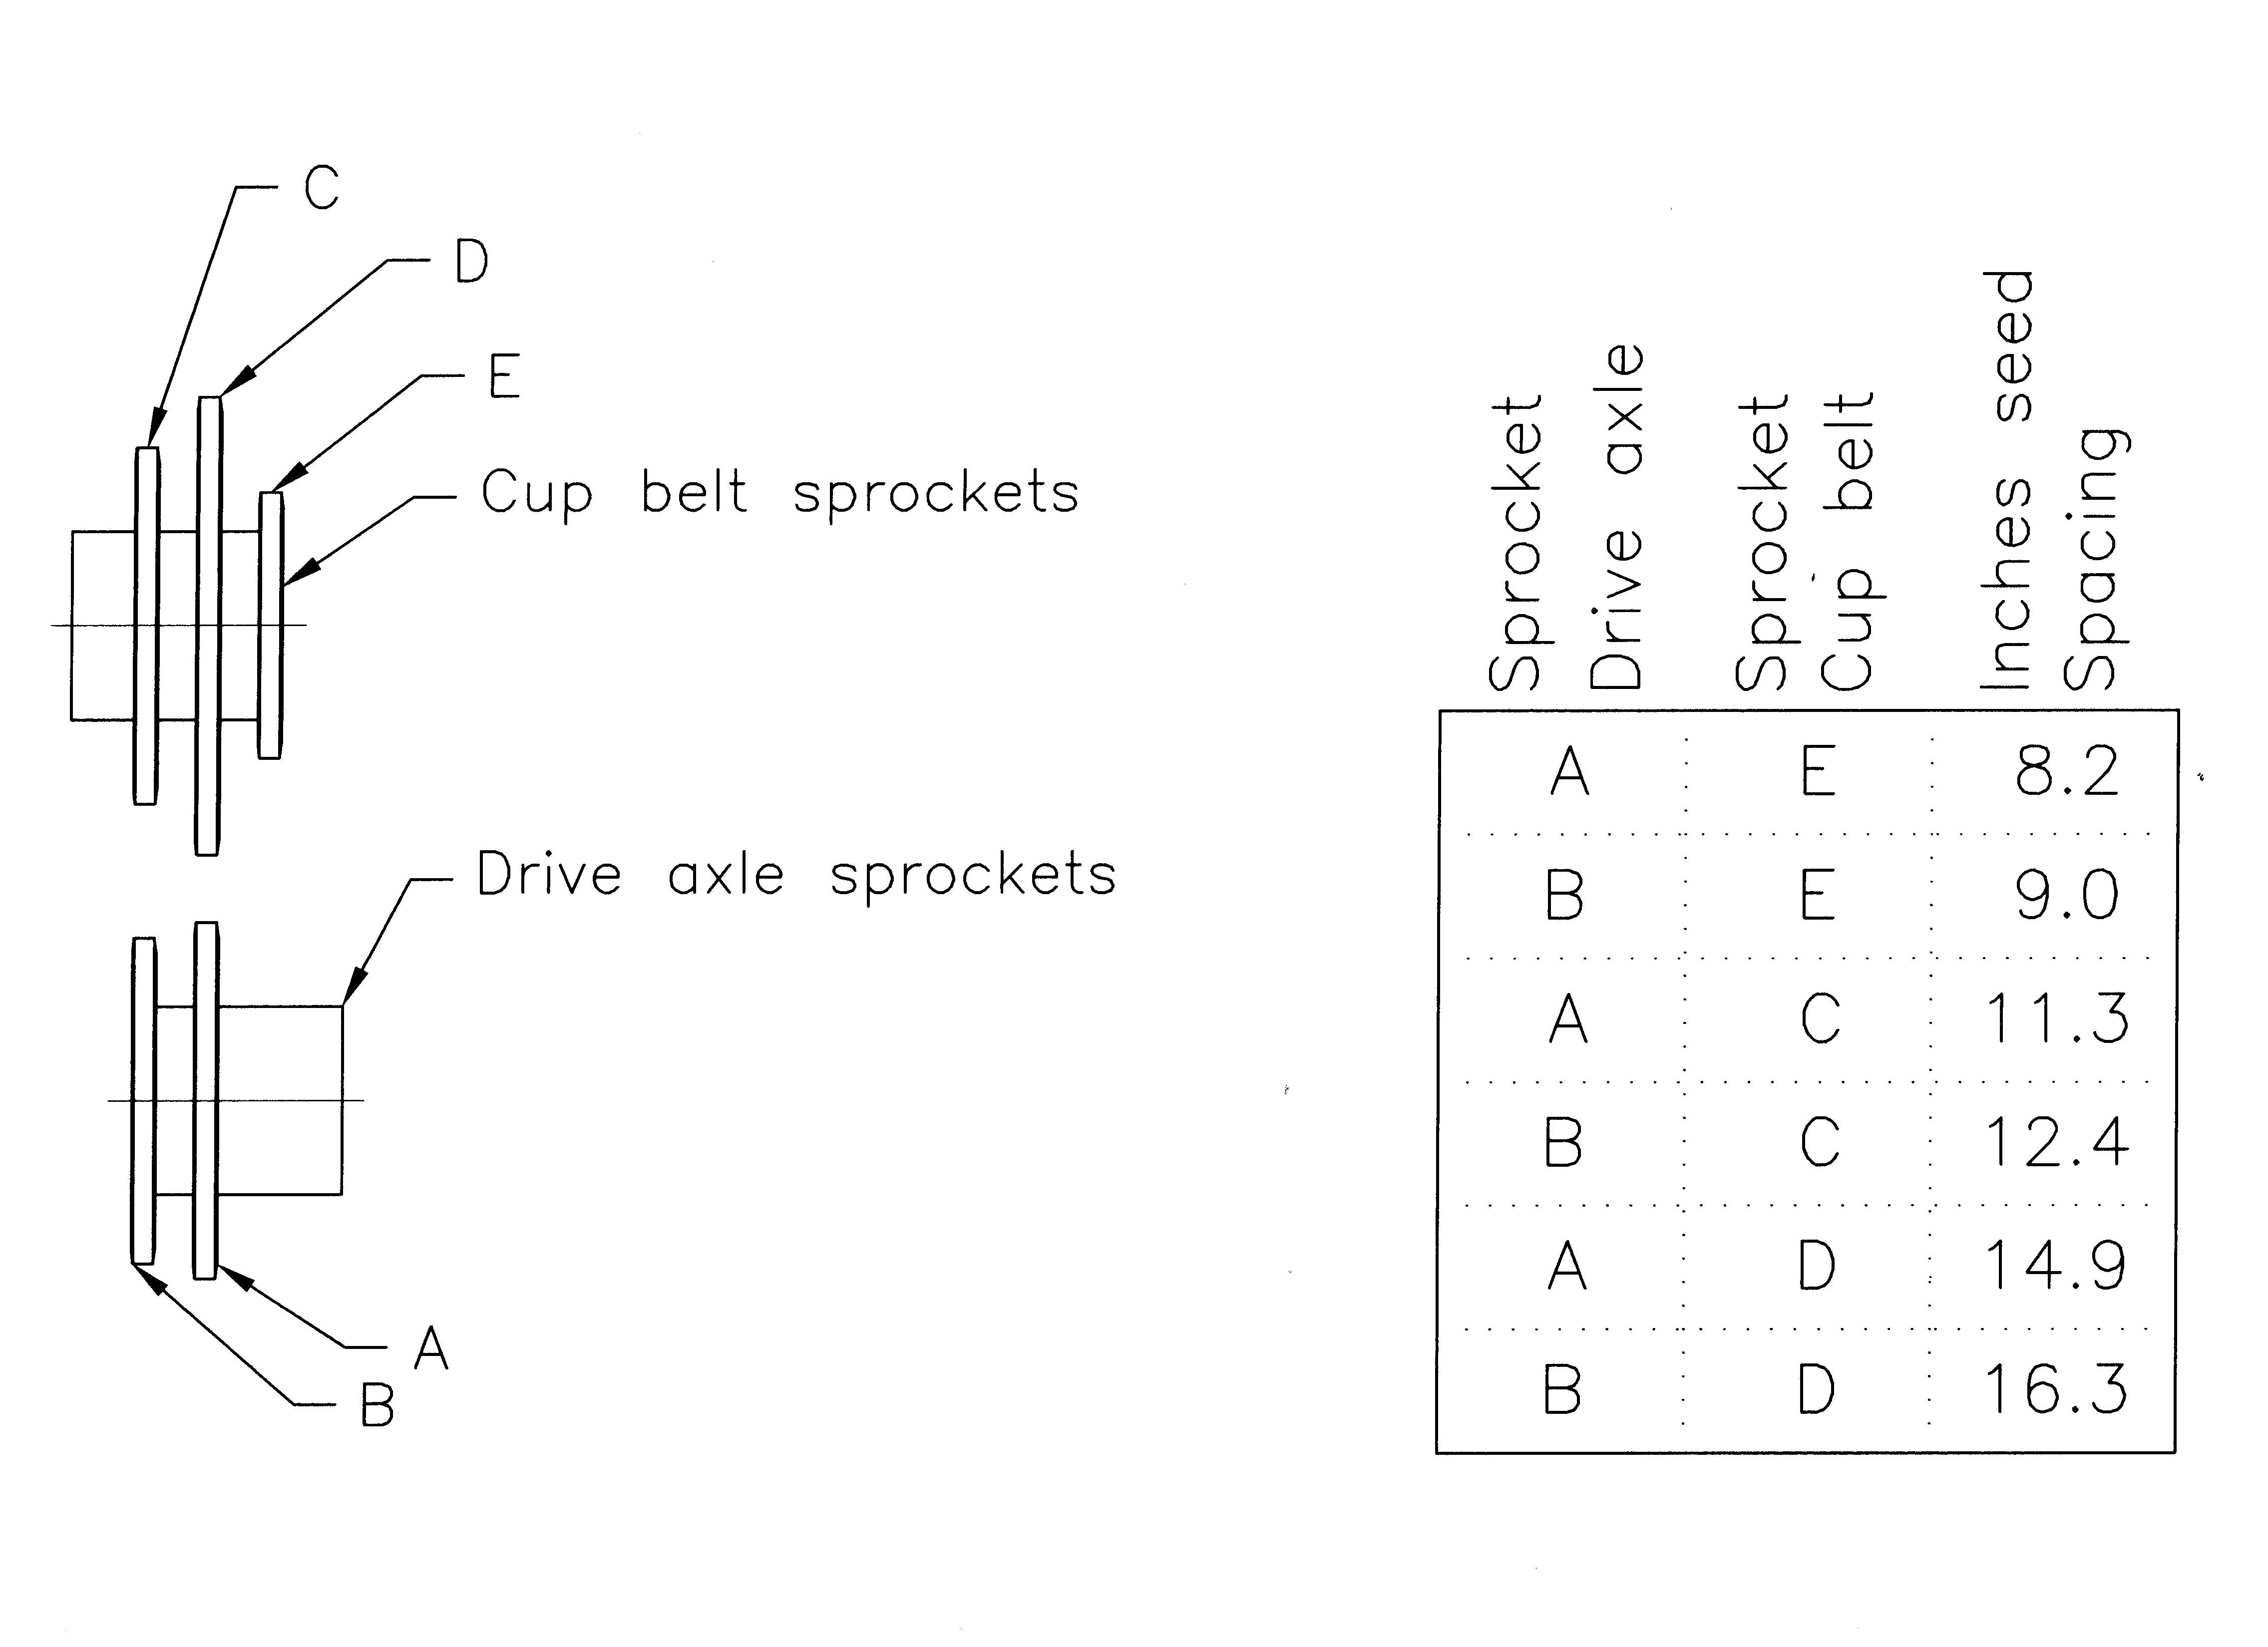 C
D
E
Cup belt sprockets
Drive axle sprockets
A
B
Sprocket
Drive axle
Sprocket
Cup belt
Inches seed
Spacing
A E 8.2
B E 9.0
A C 11.3
B C 12.4
A D 14.9
B D 16.3